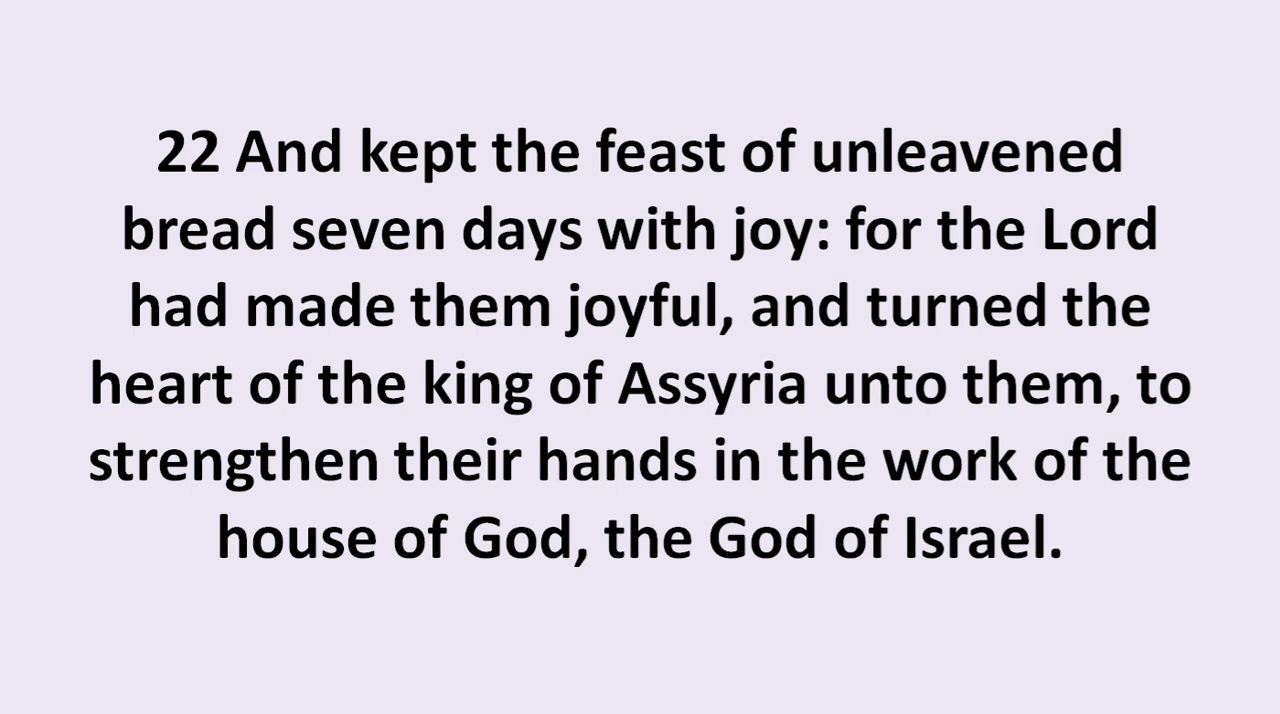 22 And kept the feast of unleavened
bread seven days with joy: for the Lord
had made them joyful, and turned the
heart of the king of Assyria unto them, to
strengthen their hands in the work of the
house of God, the God of Israel.